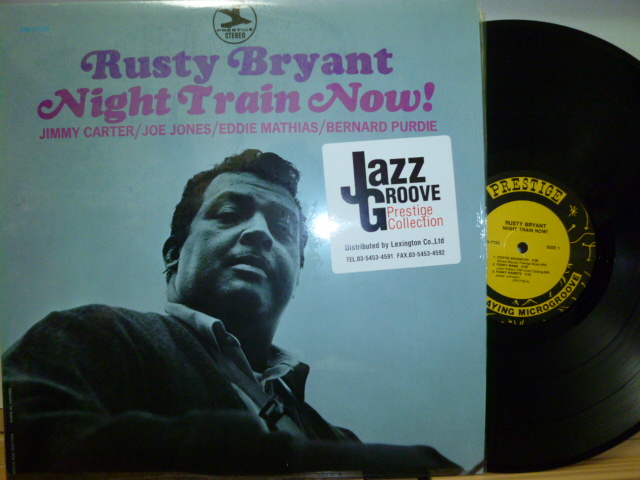 PRESTIGE
STEREO
Rusty Bryant
Night Train Now!
JIMMY CARTER/JOE JONES/EDDIE MATHIAS/BERNARD PURDIE
Jazz
GROOVE
Prestige
Collection
Distributed by Lexington Co.,Ltd
TEL.03-5453-4591 FAX.03-5453-4592
PRESTIGE
RUSTY BRYANT
NIGHT TRAIN NOW!
SIDE 1
AYING MICROGROOVE